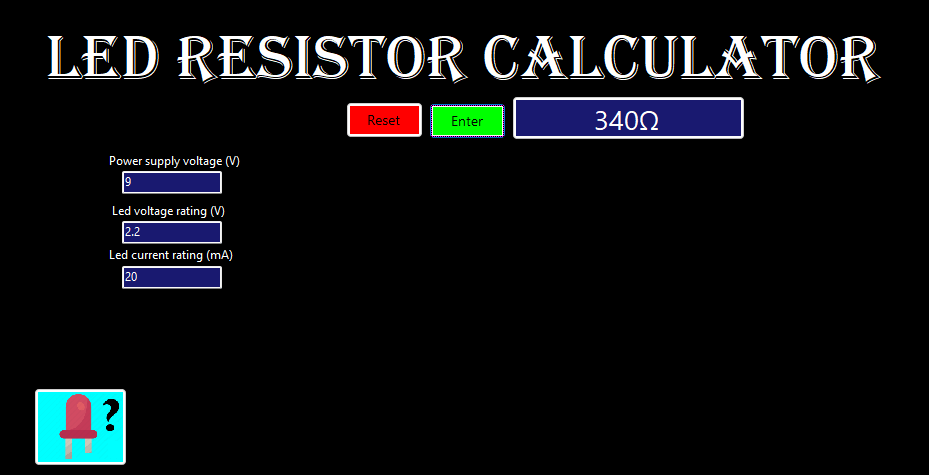 LED RESISTOR CALCULATOR
Reset Enter 340Ω
Power supply voltage (V)
9
Led voltage rating (V)
2.2
Led current rating (mA)
20
?